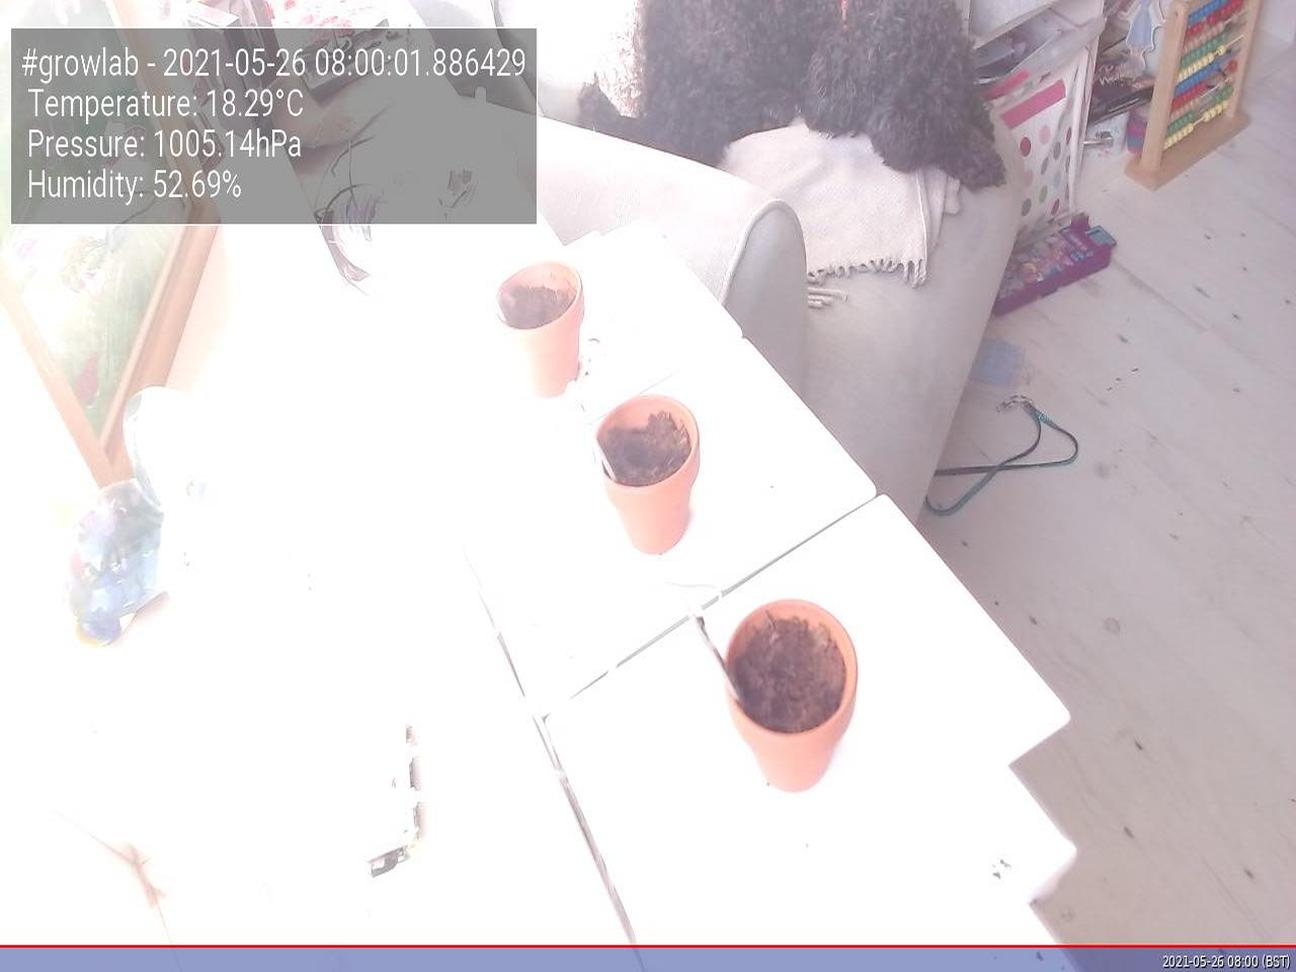 #growlab - 2021-05-26 08:00:01.886429
Temperature: 18.29°C
Pressure: 1005.14hPa
Humidity: 52.69%
2021-05-26 08:00 (BST)